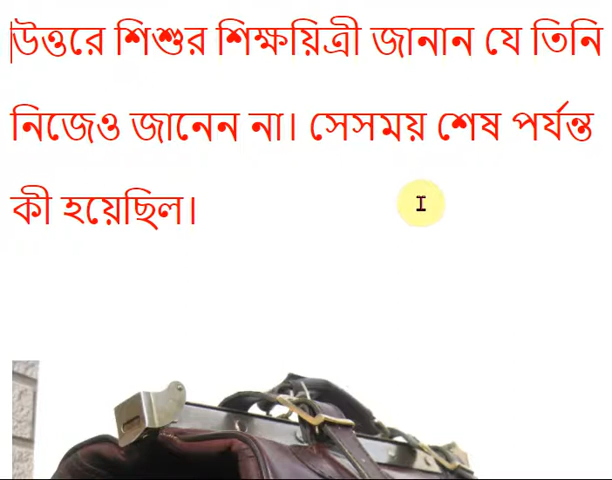 উত্তরে শিশুর শিক্ষয়িত্রী জানান যে তিনি
নিজেও জানেন না। সেসময় শেষ পর্যন্ত
কী হয়েছিল।